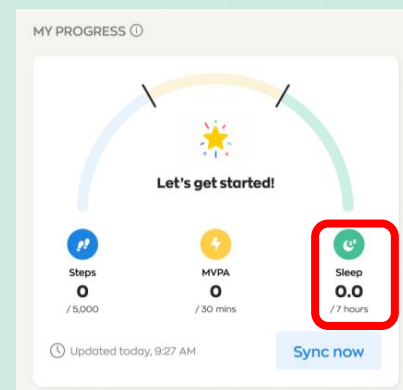 MY PROGRESS ⓘ
Let's get started!
Steps MVPA Sleep
0 0 0.0
/ 5,000 / 30 mins / 7 hours
Updated today, 9:27 AM Sync now